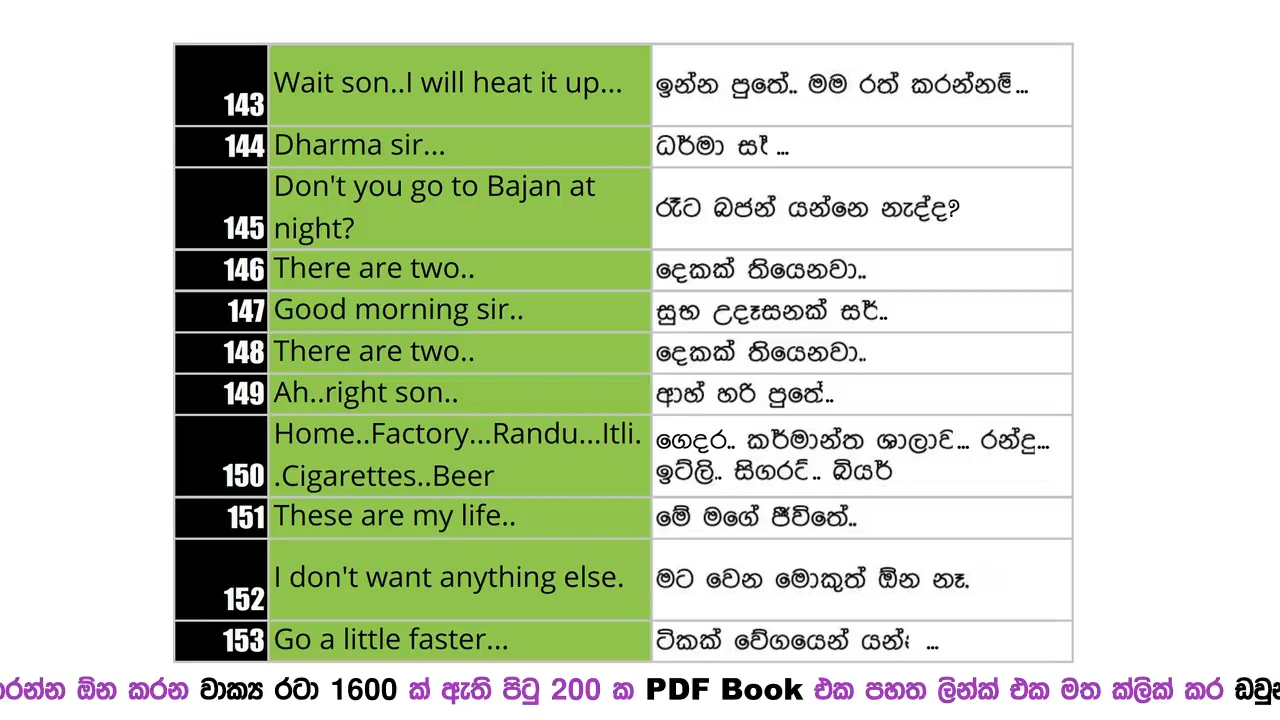 143 Wait son..I will heat it up... ඉන්න පුතේ.. මම රත් කරන්නම්...
144 Dharma sir... ධර්මා සර් ...
145 Don't you go to Bajan at
night? රෑට බජන් යන්නෙ නැද්ද?
146 There are two.. දෙකක් තියෙනවා..
147 Good morning sir.. සුභ උදෑසනක් සර්..
148 There are two.. දෙකක් තියෙනවා..
149 Ah..right son.. ආහ් හරි පුතේ..
150 Home..Factory...Randu...Itli. ගෙදර.. කර්මාන්ත ශාලාව... රන්දු...
.Cigarettes..Beer ඉට්ලි.. සිගරට්.. බියර්
151 These are my life.. මේ මගේ ජීවිතේ..
152 I don't want anything else. මට වෙන මොකුත් ඕන නෑ.
153 Go a little faster... ටිකක් වේගයෙන් යන්න ...
ඕන කරන වාක්‍ය රටා 1600 ක් ඇති පිටු 200 ක PDF Book එක පහත ලින්ක් එක මත ක්ලික් කර